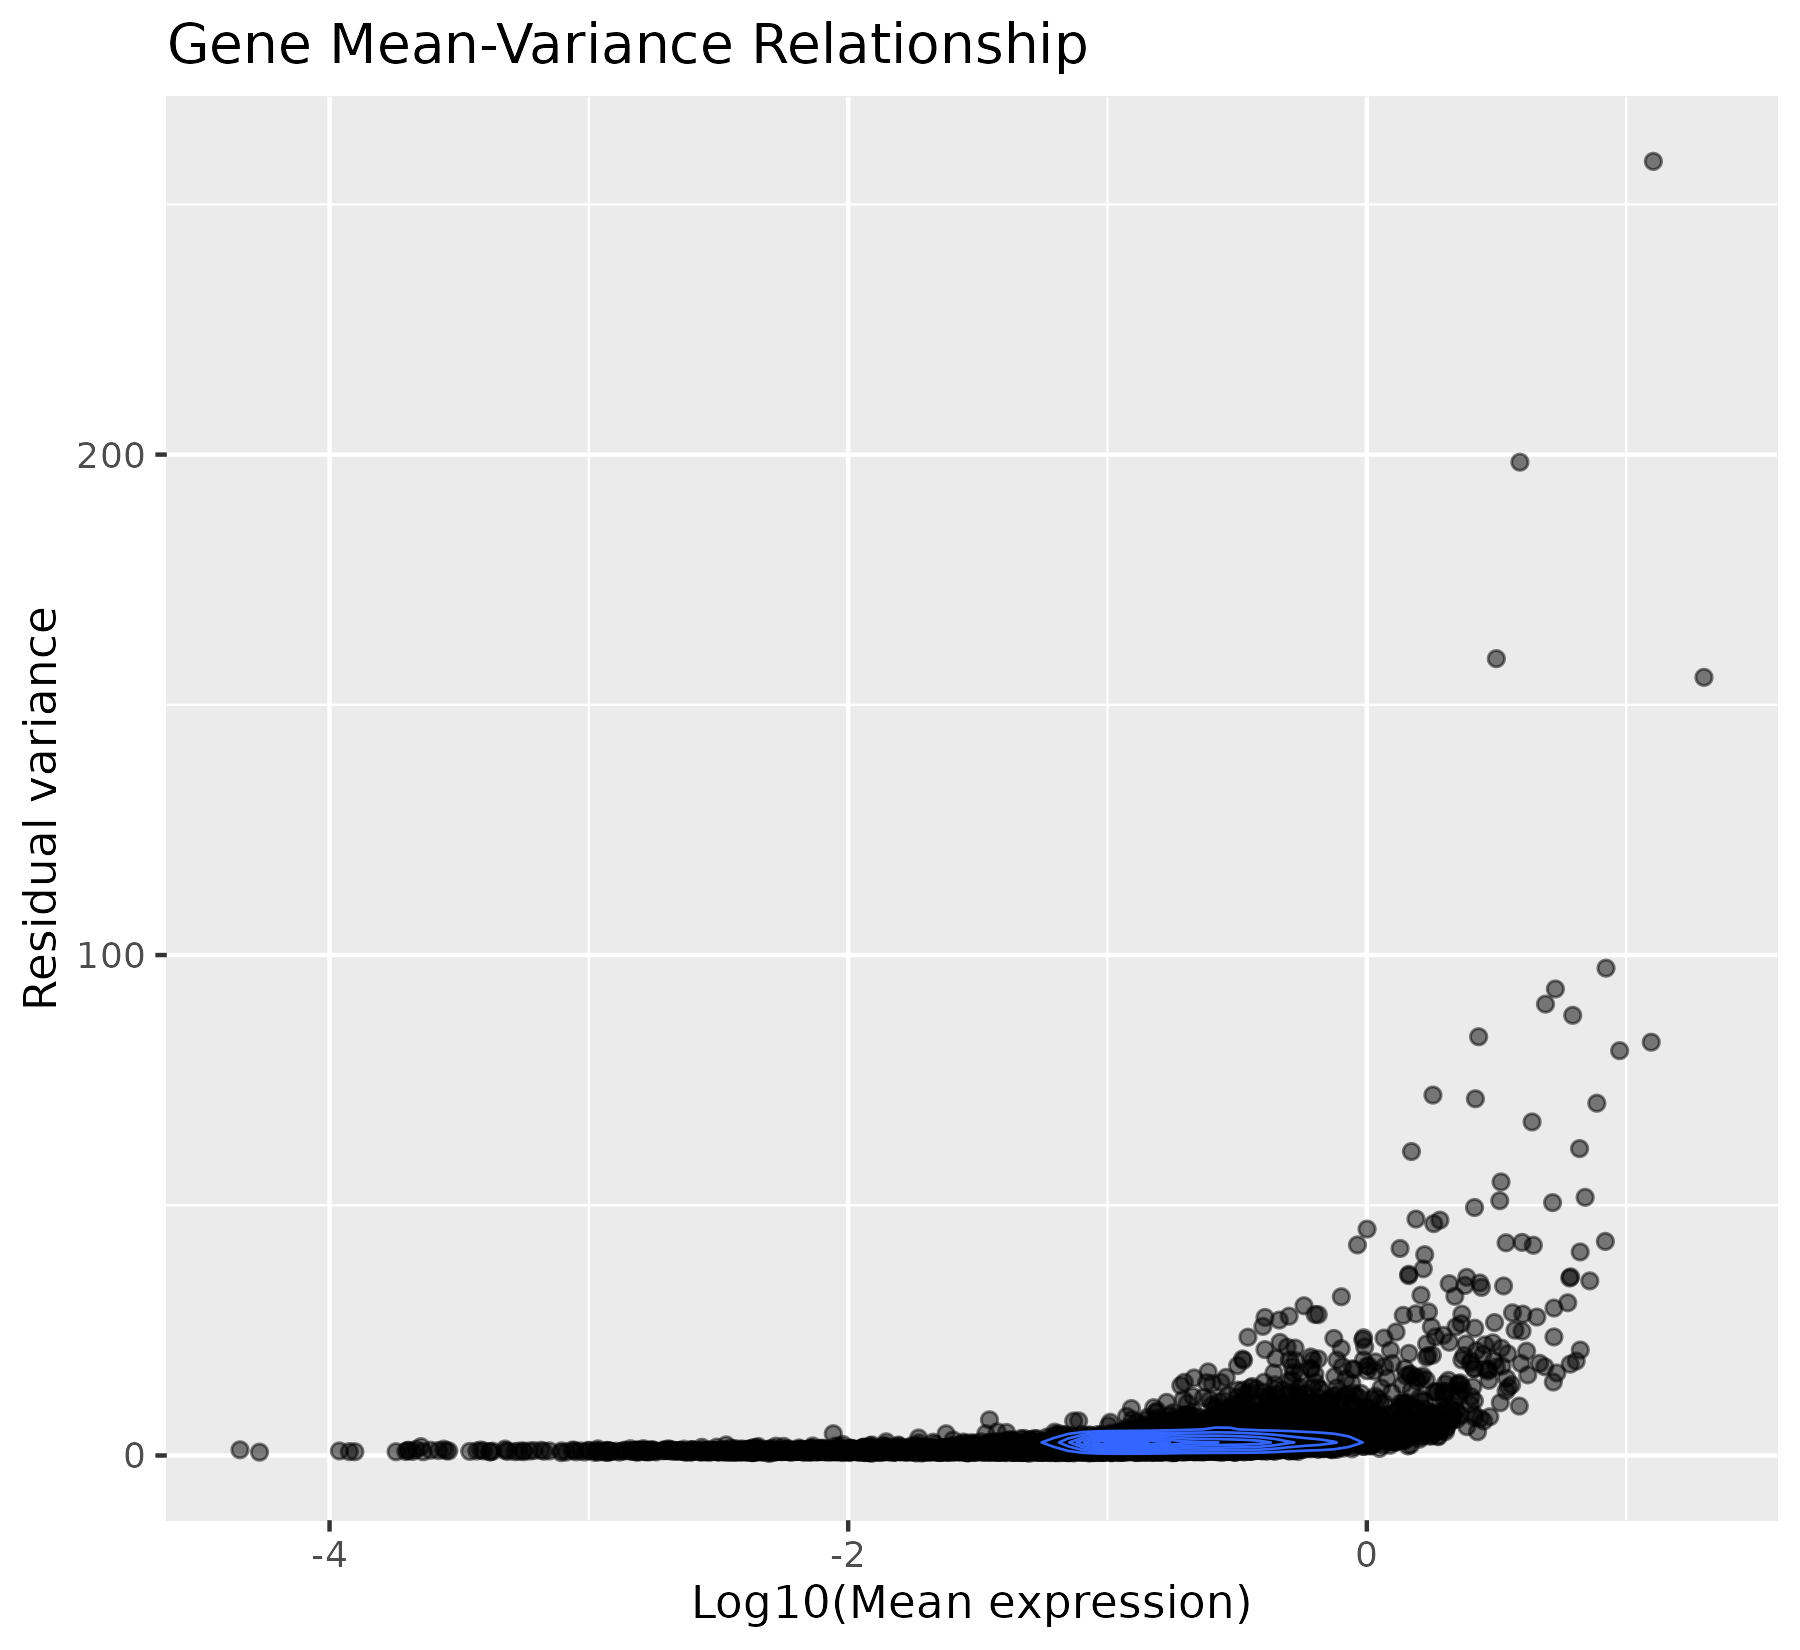 Gene Mean-Variance Relationship
Residual variance
200
100
0
-4
-2
0
Log10(Mean expression)